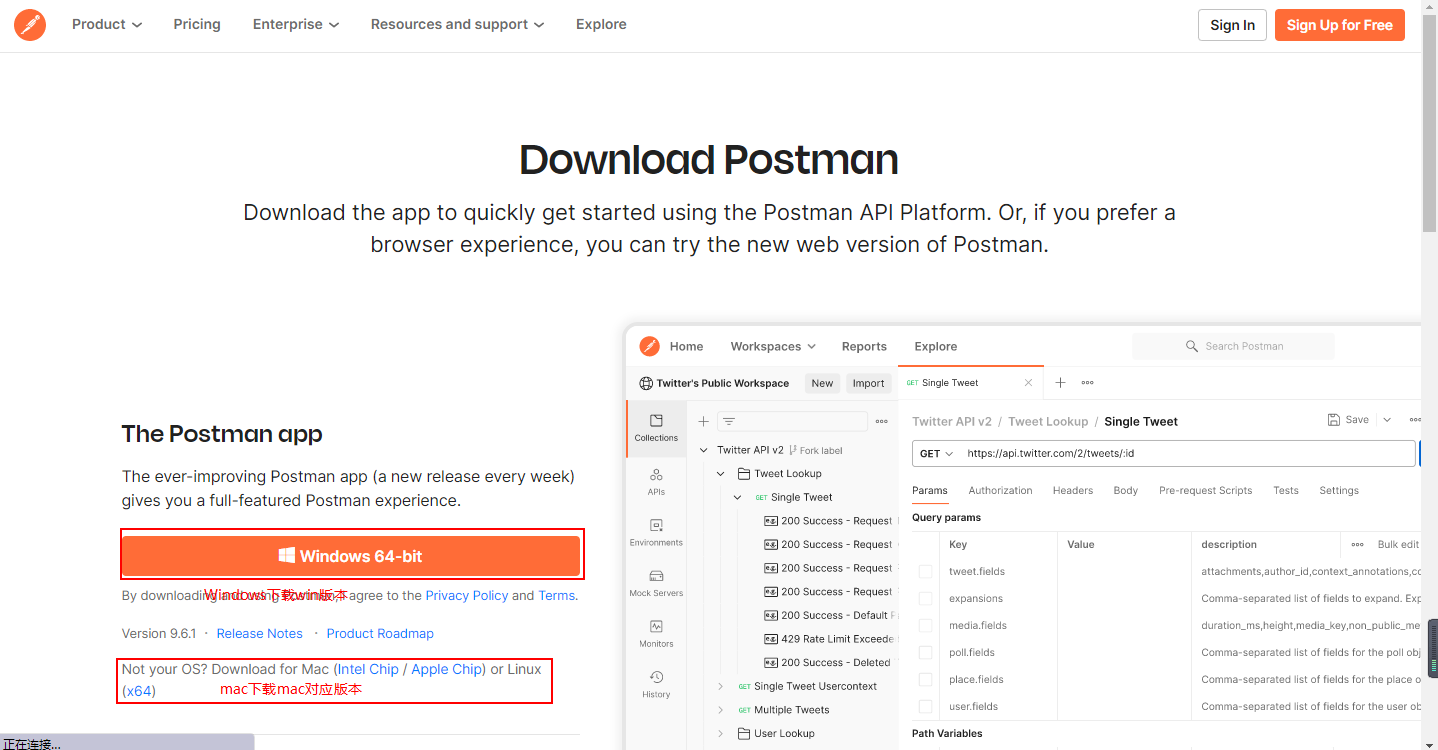 Product
Pricing
Enterprise
Resources and support
Explore
Sign In
Sign Up for Free
Download Postman
Download the app to quickly get started using the Postman API Platform. Or, if you prefer a
browser experience, you can try the new web version of Postman.
The Postman app
The ever-improving Postman app (a new release every week)
gives you a full-featured Postman experience.
Windows 64-bit
By downloading and using Postman, I agree to the Privacy Policy and Terms.
Windows下载win版本
Version 9.6.1 · Release Notes · Product Roadmap
Not your OS? Download for Mac (Intel Chip / Apple Chip) or Linux
(x64)
mac下载mac对应版本
正在连接...
Home
Workspaces
Reports
Explore
Search Postman
Twitter's Public Workspace
New
Import
GET Single Tweet
Collections
APIs
Environments
Mock Servers
Monitors
History
Twitter API v2
Fork label
Tweet Lookup
GET Single Tweet
200 Success - Request
200 Success - Request
200 Success - Request
200 Success - Request
200 Success - Default
429 Rate Limit Exceede
200 Success - Deleted
GET Single Tweet Usercontext
GET Multiple Tweets
User Lookup
Twitter API v2 / Tweet Lookup / Single Tweet
Save
GET
https://api.twitter.com/2/tweets/:id
Params
Authorization
Headers
Body
Pre-request Scripts
Tests
Settings
Query params
Key
Value
description
Bulk edit
tweet.fields
attachments,author_id,context_annotations,co
expansions
Comma-separated list of fields to expand. Exp
media.fields
duration_ms,height,media_key,non_public_me
poll.fields
Comma-separated list of fields for the poll obj
place.fields
Comma-separated list of fields for the place o
user.fields
Comma-separated list of fields for the user ob
Path Variables